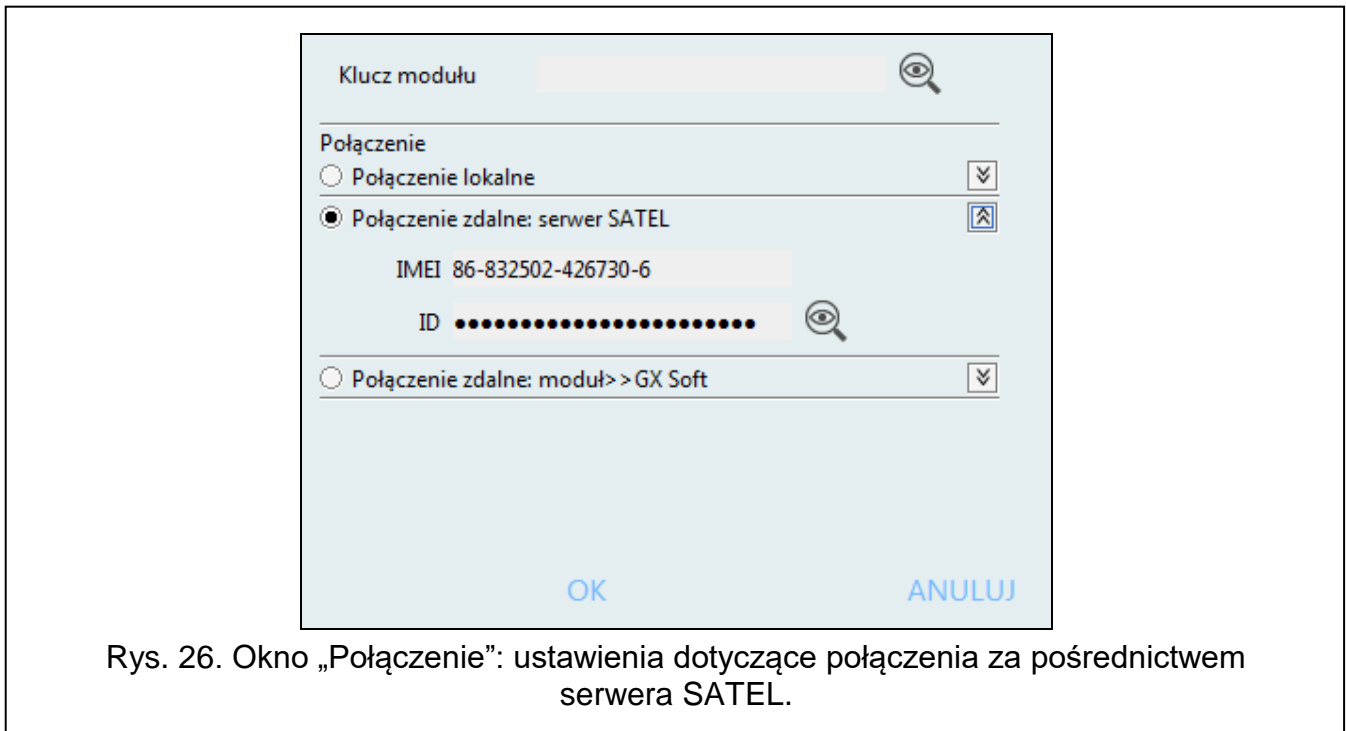 Klucz modułu
Połączenie
Połączenie lokalne
Połączenie zdalne: serwer SATEL
IMEI 86-832502-426730-6
ID •••••••••••••••••••••••
Połączenie zdalne: moduł>>GX Soft
OK ANULUJ
Rys. 26. Okno „Połączenie”: ustawienia dotyczące połączenia za pośrednictwem
serwera SATEL.